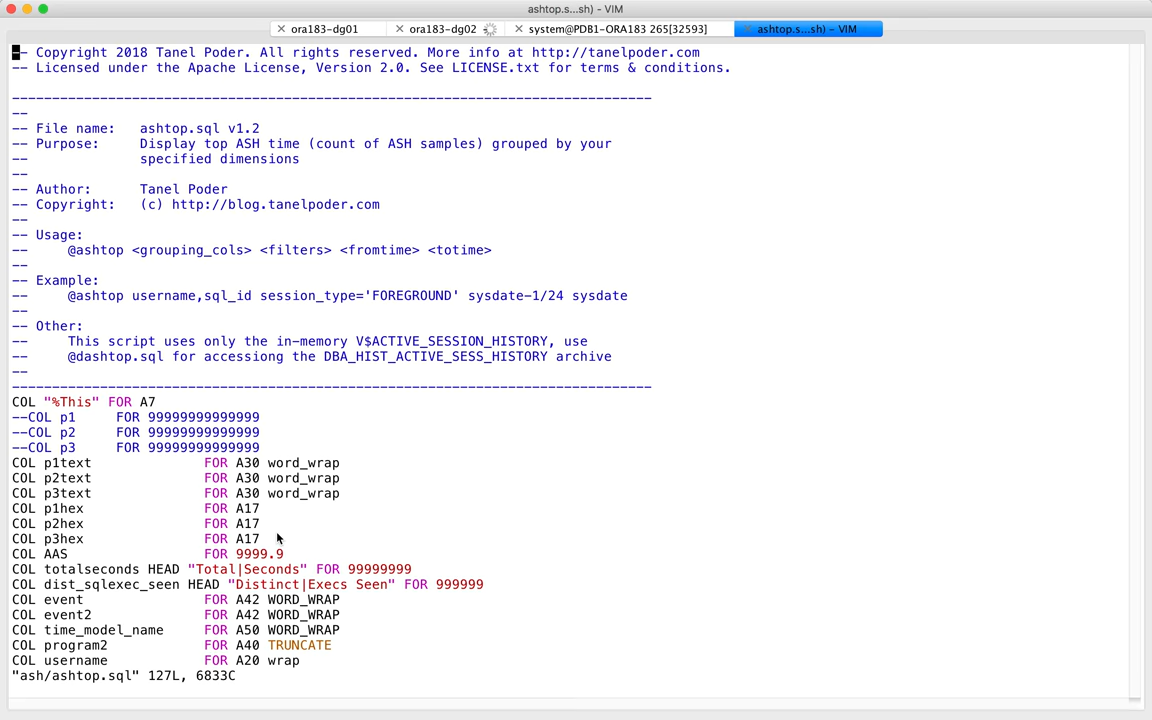 ashtop.s...sh) - VIM
ora183-dg01 ora183-dg02 system@PDB1-ORA183 265[32593] ashtop.s...sh) - VIM
-- Copyright 2018 Tanel Poder. All rights reserved. More info at http://tanelpoder.com
-- Licensed under the Apache License, Version 2.0. See LICENSE.txt for terms & conditions.
--------------------------------------------------------------------------------
--
-- File name:   ashtop.sql v1.2
-- Purpose:     Display top ASH time (count of ASH samples) grouped by your
--              specified dimensions
--
-- Author:      Tanel Poder
-- Copyright:   (c) http://blog.tanelpoder.com
--
-- Usage:
--     @ashtop <grouping_cols> <filters> <fromtime> <totime>
--
-- Example:
--     @ashtop username,sql_id session_type='FOREGROUND' sysdate-1/24 sysdate
--
-- Other:
--     This script uses only the in-memory V$ACTIVE_SESSION_HISTORY, use
--     @dashtop.sql for accessiong the DBA_HIST_ACTIVE_SESS_HISTORY archive
--
--------------------------------------------------------------------------------
COL "%This" FOR A7
--COL p1     FOR 99999999999999
--COL p2     FOR 99999999999999
--COL p3     FOR 99999999999999
COL p1text              FOR A30 word_wrap
COL p2text              FOR A30 word_wrap
COL p3text              FOR A30 word_wrap
COL p1hex               FOR A17
COL p2hex               FOR A17
COL p3hex               FOR A17
COL AAS                 FOR 9999.9
COL totalseconds HEAD "Total|Seconds" FOR 99999999
COL dist_sqlexec_seen HEAD "Distinct|Execs Seen" FOR 999999
COL event               FOR A42 WORD_WRAP
COL event2              FOR A42 WORD_WRAP
COL time_model_name     FOR A50 WORD_WRAP
COL program2            FOR A40 TRUNCATE
COL username            FOR A20 wrap
"ash/ashtop.sql" 127L, 6833C